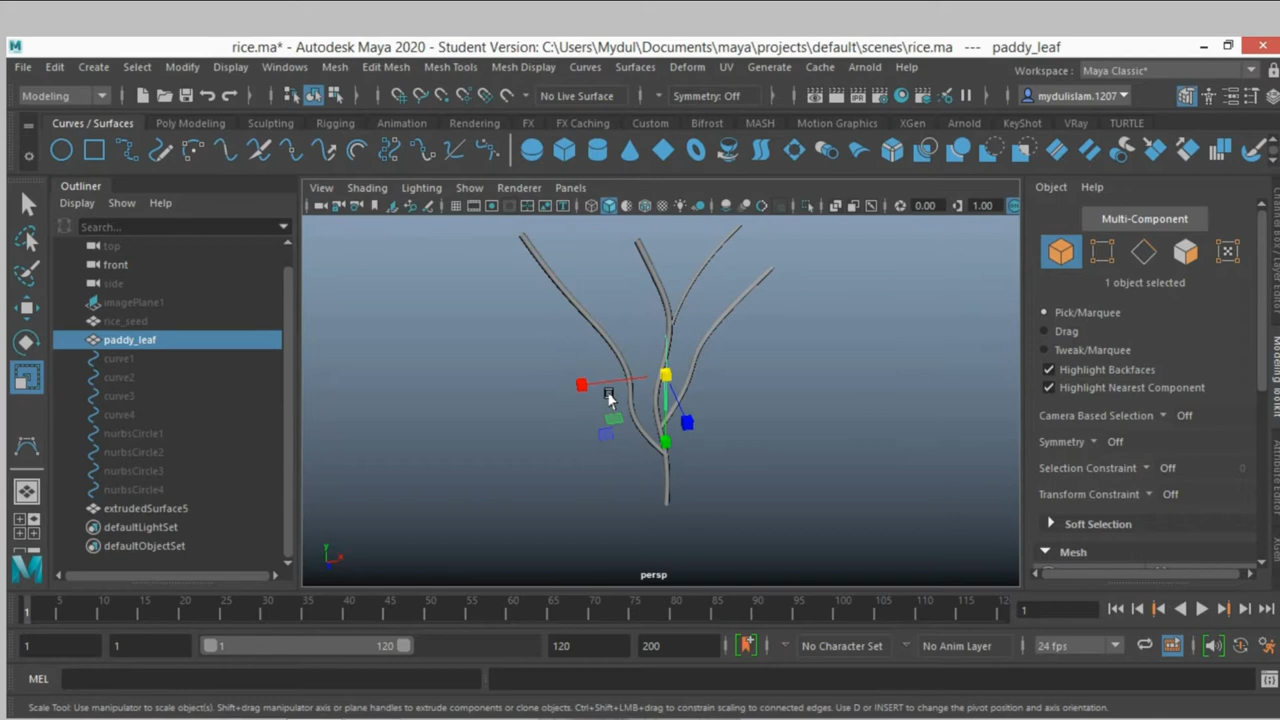 rice.ma* - Autodesk Maya 2020 - Student Version: C:\Users\Mydul\Documents\maya\projects\default\scenes\rice.ma --- paddy_leaf
File Edit Create Select Modify Display Windows Mesh Edit Mesh Mesh Tools Mesh Display Curves Surfaces Deform UV Generate Cache Arnold Help
Workspace : Maya Classic*
Modeling No Live Surface Symmetry: Off mydulislam.1207
Curves / Surfaces Poly Modeling Sculpting Rigging Animation Rendering FX FX Caching Custom Bifrost MASH Motion Graphics XGen Arnold KeyShot VRay TURTLE
Outliner
Display Show Help
Search...
top
front
side
imagePlane1
rice_seed
paddy_leaf
curve1
curve2
curve3
curve4
nurbsCircle1
nurbsCircle2
nurbsCircle3
nurbsCircle4
extrudedSurface5
defaultLightSet
defaultObjectSet
View Shading Lighting Show Renderer Panels
0.00 1.00
y
persp
Object Help
Multi-Component
1 object selected
Pick/Marquee
Drag
Tweak/Marquee
Highlight Backfaces
Highlight Nearest Component
Camera Based Selection Off
Symmetry Off
Selection Constraint Off 0
Transform Constraint Off
Soft Selection
Mesh
1 5 10 15 20 25 30 35 40 45 50 55 60 65 70 75 80 85 90 95 100 105 110 115 12
1
1 1 1 120 120 200 No Character Set No Anim Layer 24 fps
MEL
Scale Tool: Use manipulator to scale object(s). Shift+drag manipulator axis or plane handles to extrude components or clone objects. Ctrl+Shift+LMB+drag to constrain scaling to connected edges. Use D or INSERT to change the pivot position and axis orientation.